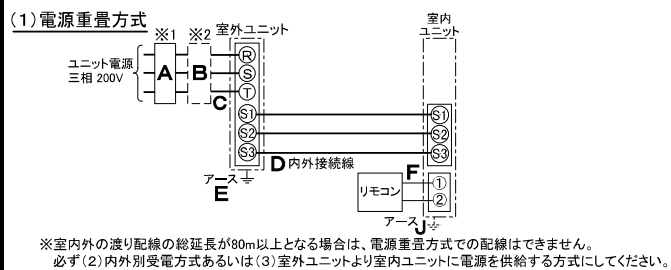 (1)電源重畳方式
※1 ※2 室外ユニット
室内
ユニット
ユニット電源
三相 200V
A
B
C
R
S
T
S1
S2
S3
S1
S2
S3
D 内外接続線
アース
E
リモコン
F
①
②
アース J
※室内外の渡り配線の総延長が80m以上となる場合は、電源重畳方式での配線はできません。
必ず(2)内外別受電方式あるいは(3)室外ユニットより室内ユニットに電源を供給する方式にしてください。